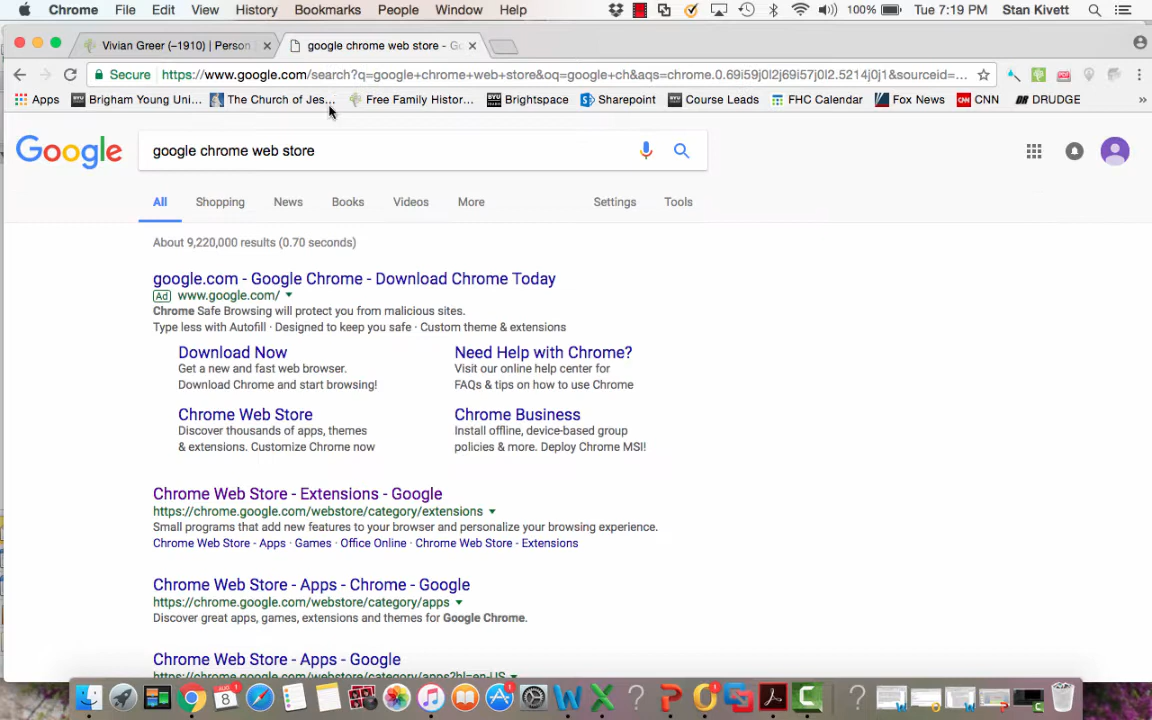 Chrome File Edit View History Bookmarks People Window Help 100% Tue 7:19 PM Stan Kivett
Vivian Greer (–1910) | Person google chrome web store - Go
Secure https://www.google.com/search?q=google+chrome+web+store&oq=google+ch&aqs=chrome.0.69i59j0l2j69i57j0l2.5214j0j1&sourceid=...
Apps Brigham Young Uni... The Church of Jes... Free Family Histor... Brightspace Sharepoint Course Leads FHC Calendar Fox News CNN DRUDGE »
Google google chrome web store
All Shopping News Books Videos More Settings Tools
About 9,220,000 results (0.70 seconds)
google.com - Google Chrome - Download Chrome Today
Ad www.google.com/
Chrome Safe Browsing will protect you from malicious sites.
Type less with Autofill · Designed to keep you safe · Custom theme & extensions
Download Now Need Help with Chrome?
Get a new and fast web browser. Visit our online help center for
Download Chrome and start browsing! FAQs & tips on how to use Chrome
Chrome Web Store Chrome Business
Discover thousands of apps, themes Install offline, device-based group
& extensions. Customize Chrome now policies & more. Deploy Chrome MSI!
Chrome Web Store - Extensions - Google
https://chrome.google.com/webstore/category/extensions
Small programs that add new features to your browser and personalize your browsing experience.
Chrome Web Store - Apps · Games · Office Online · Chrome Web Store - Extensions
Chrome Web Store - Apps - Chrome - Google
https://chrome.google.com/webstore/category/apps
Discover great apps, games, extensions and themes for Google Chrome.
Chrome Web Store - Apps - Google
https://chrome.google.com/webstore/category/apps?hl=en-US